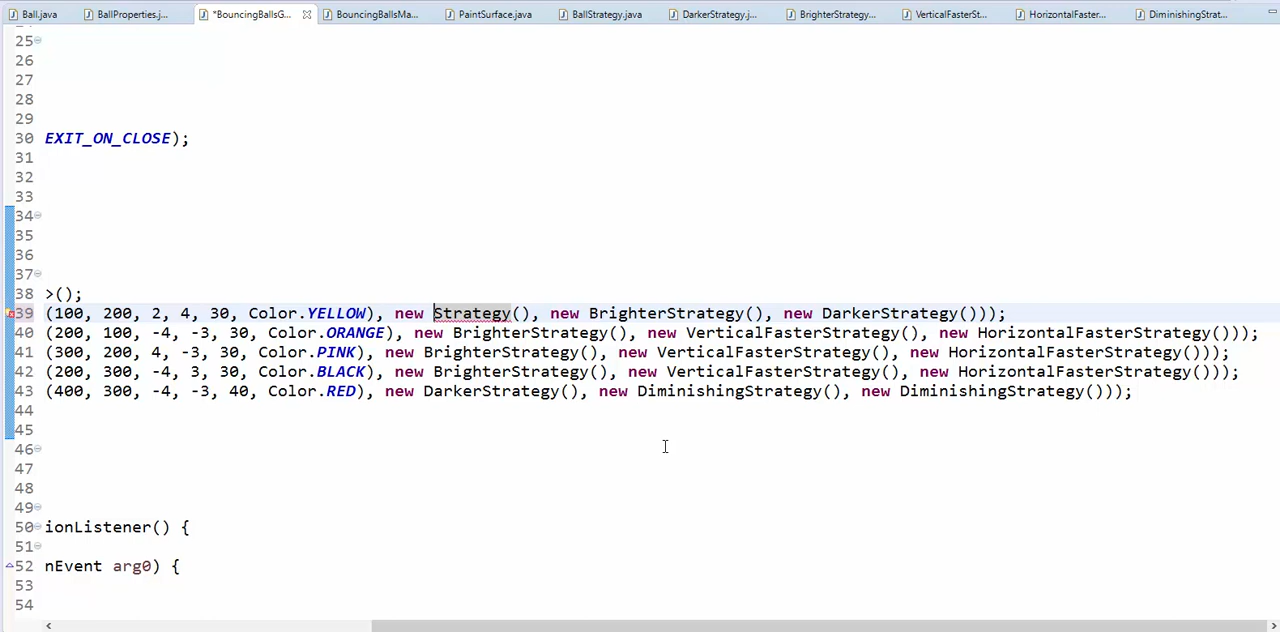 Ball.java BallProperties.j... *BouncingBallsG... BouncingBallsMa... PaintSurface.java BallStrategy.java DarkerStrategy.j... BrighterStrategy... VerticalFasterSt... HorizontalFaster... DiminishingStrat...
25
26
27
28
29
30 EXIT_ON_CLOSE);
31
32
33
34
35
36
37
38 >();
39 (100, 200, 2, 4, 30, Color.YELLOW), new Strategy(), new BrighterStrategy(), new DarkerStrategy()));
40 (200, 100, -4, -3, 30, Color.ORANGE), new BrighterStrategy(), new VerticalFasterStrategy(), new HorizontalFasterStrategy()));
41 (300, 200, 4, -3, 30, Color.PINK), new BrighterStrategy(), new VerticalFasterStrategy(), new HorizontalFasterStrategy()));
42 (200, 300, -4, 3, 30, Color.BLACK), new BrighterStrategy(), new VerticalFasterStrategy(), new HorizontalFasterStrategy()));
43 (400, 300, -4, -3, 40, Color.RED), new DarkerStrategy(), new DiminishingStrategy(), new DiminishingStrategy()));
44
45
46
47
48
49
50 ionListener() {
51
52 nEvent arg0) {
53
54